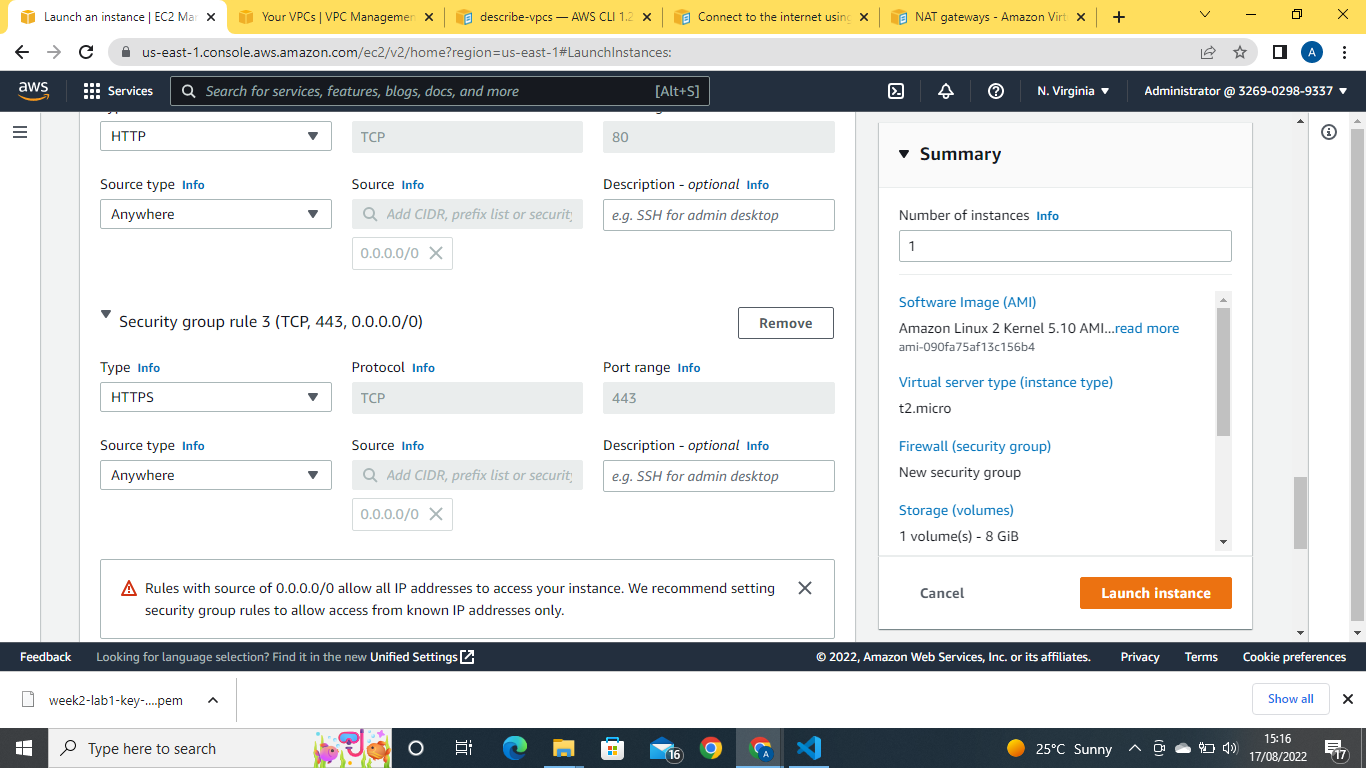 Launch an instance | EC2 Ma
Your VPCs | VPC Managemen
describe-vpcs — AWS CLI 1.2
Connect to the internet using
NAT gateways - Amazon Virt
us-east-1.console.aws.amazon.com/ec2/v2/home?region=us-east-1#LaunchInstances:
A
aws
Services
Search for services, features, blogs, docs, and more
[Alt+S]
N. Virginia
Administrator @ 3269-0298-9337
HTTP
TCP
80
Source type Info
Source Info
Description - optional Info
Anywhere
Add CIDR, prefix list or security
e.g. SSH for admin desktop
0.0.0.0/0
Security group rule 3 (TCP, 443, 0.0.0.0/0)
Remove
Type Info
Protocol Info
Port range Info
HTTPS
TCP
443
Source type Info
Source Info
Description - optional Info
Anywhere
Add CIDR, prefix list or security
e.g. SSH for admin desktop
0.0.0.0/0
Rules with source of 0.0.0.0/0 allow all IP addresses to access your instance. We recommend setting
security group rules to allow access from known IP addresses only.
Summary
Number of instances Info
1
Software Image (AMI)
Amazon Linux 2 Kernel 5.10 AMI...read more
ami-090fa75af13c156b4
Virtual server type (instance type)
t2.micro
Firewall (security group)
New security group
Storage (volumes)
1 volume(s) - 8 GiB
Cancel
Launch instance
Feedback
Looking for language selection? Find it in the new Unified Settings
© 2022, Amazon Web Services, Inc. or its affiliates.
Privacy
Terms
Cookie preferences
week2-lab1-key-....pem
Show all
Type here to search
16
A
25°C Sunny
15:16
17/08/2022
17